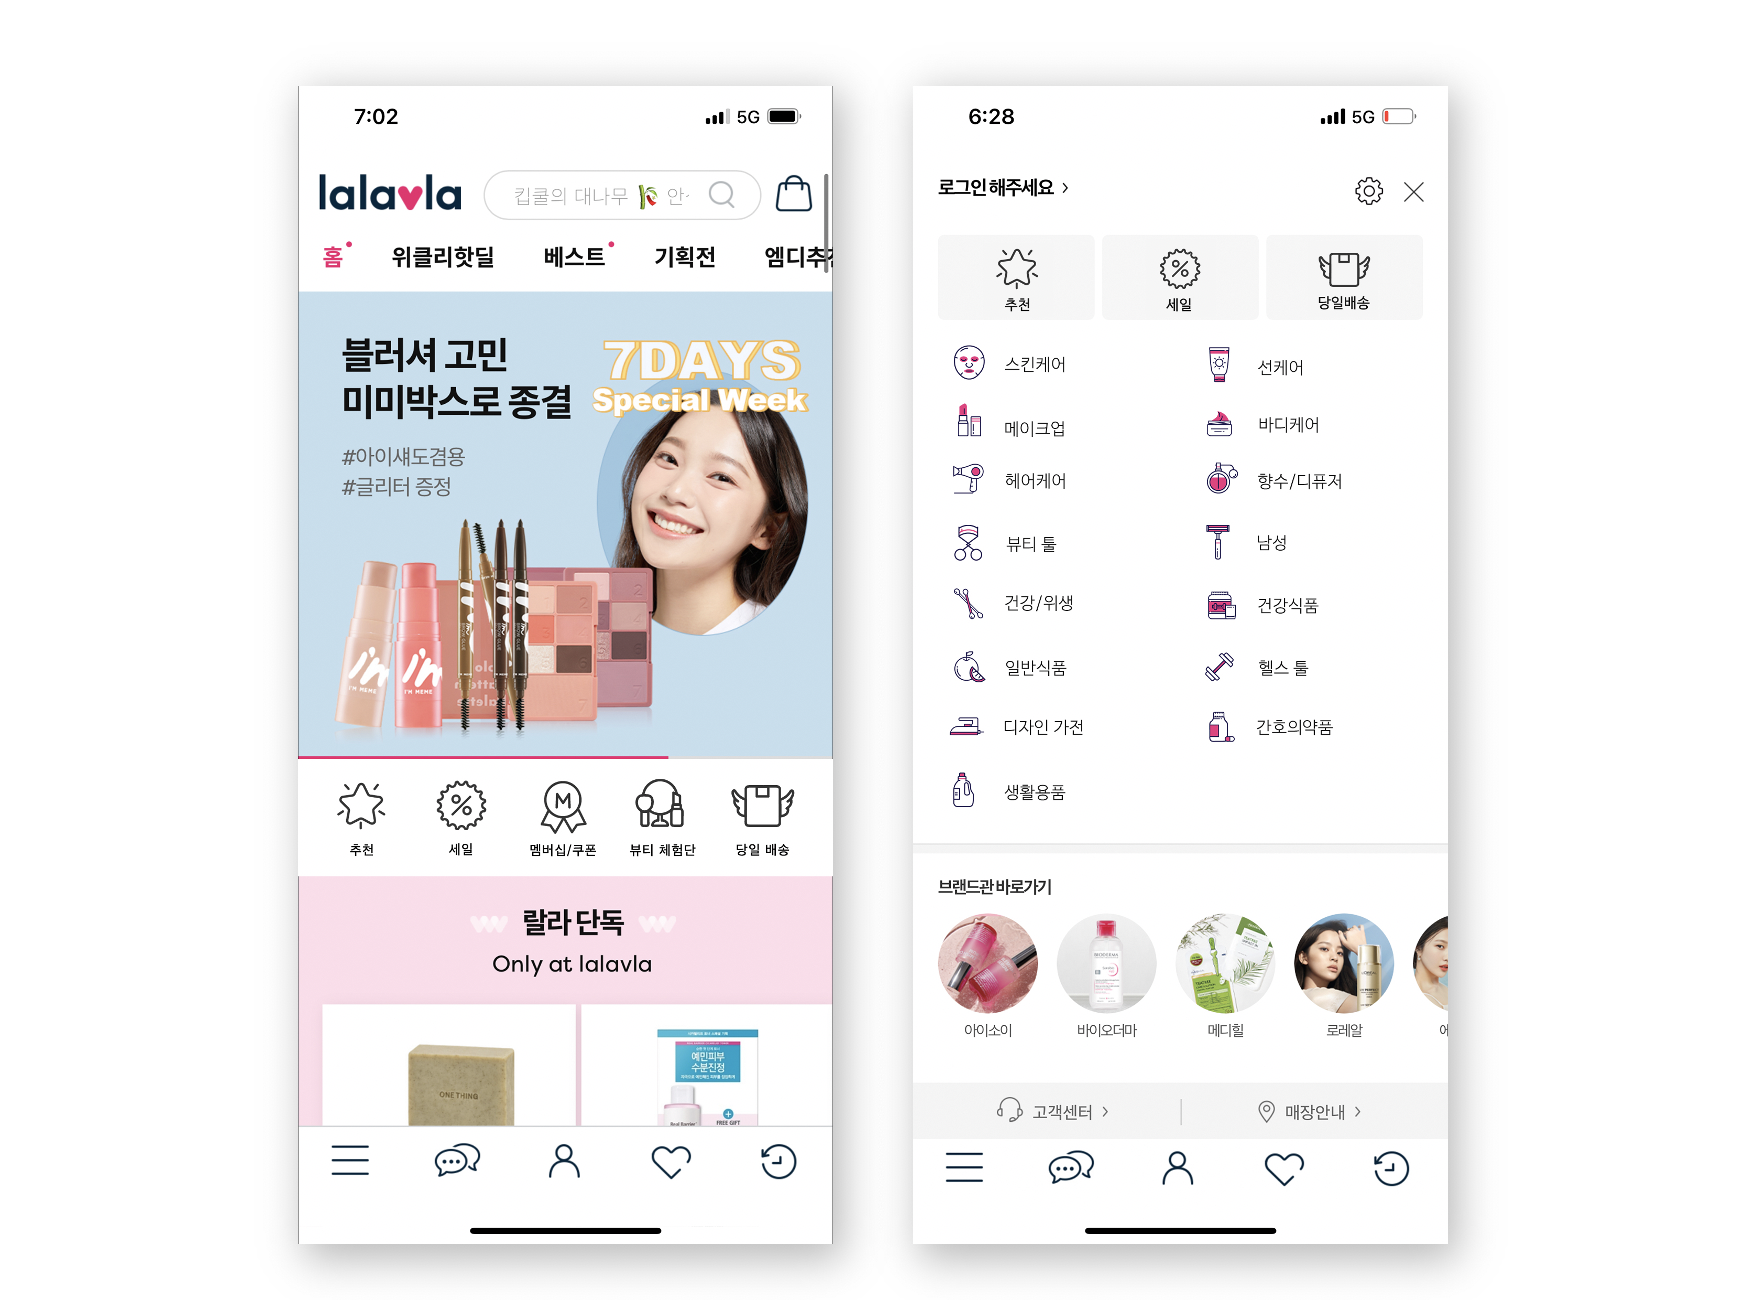 7:02
5G
lalavla
킵쿨의 대나무 안
홈
위클리핫딜
베스트
기획전
엠디추천
블러셔 고민
미미박스로 종결
7DAYS
Special Week
#아이섀도겸용
#글리터 증정
I'm
I'M MEME
I'm
I'M MEME
추천
세일
M
멤버십/쿠폰
뷰티 체험단
당일 배송
랄라 단독
Only at lalavla
ONE THING
예민피부
수분진정
Real Barrier
FREE GIFT
6:28
5G
로그인 해주세요 >
추천
세일
당일배송
스킨케어
선케어
메이크업
바디케어
헤어케어
향수/디퓨저
뷰티 툴
남성
건강/위생
건강식품
일반식품
헬스 툴
디자인 가전
간호의약품
생활용품
브랜드관 바로가기
BIODERMA
아이소이
바이오더마
메디힐
로레알
고객센터 >
매장안내 >